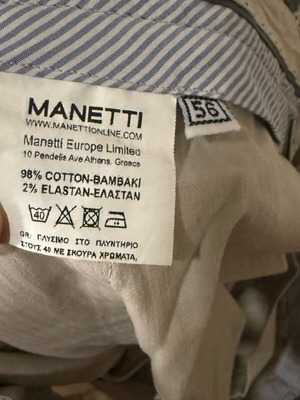 MANETTI
WWW.MANETTIONLINE.COM
Manetti Europe Limited
10 Pendelis Ave Athens, Greece
98% COTTON-BAMBAKI
2% ELASTAN-ΕΛΑΣΤΑΝ
40
GR: ΠΛΥΣΙΜΟ ΣΤΟ ΠΛΥΝΤΗΡΙΟ
ΣΤΟΥΣ 40 ΜΕ ΣΚΟΥΡΑ ΧΡΩΜΑΤΑ,
56